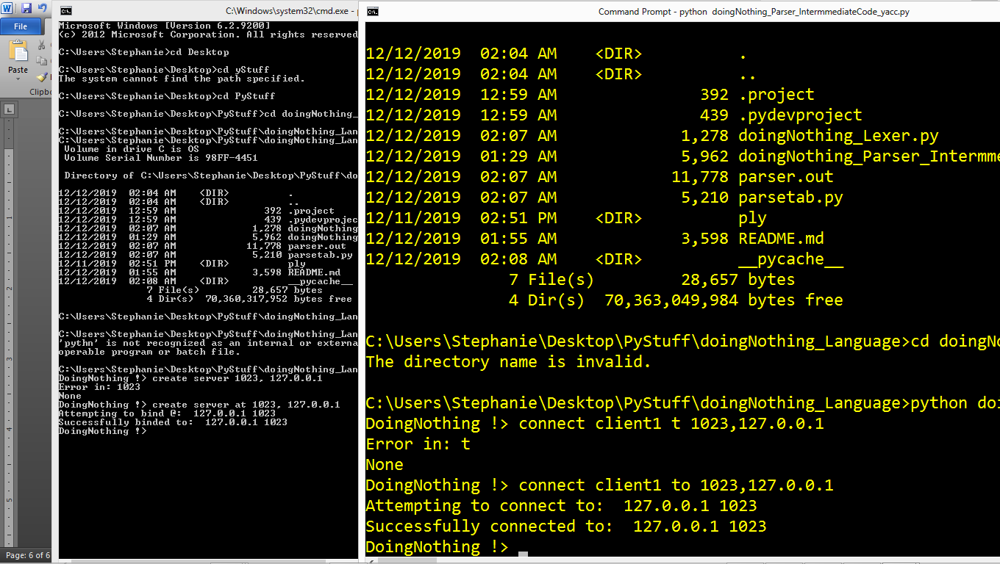 File
Paste
Clipb
Page: 6 of 6
C:\Windows\system32\cmd.exe - p
Microsoft Windows [Version 6.2.9200]
(c) 2012 Microsoft Corporation. All rights reserved
C:\Users\Stephanie>cd Desktop
C:\Users\Stephanie\Desktop>cd yStuff
The system cannot find the path specified.
C:\Users\Stephanie\Desktop>cd PyStuff
C:\Users\Stephanie\Desktop\PyStuff>cd doingNothing_
C:\Users\Stephanie\Desktop\PyStuff\doingNothing_Lan
C:\Users\Stephanie\Desktop\PyStuff\doingNothing_Lan
Volume in drive C is OS
Volume Serial Number is 98FF-4451
Directory of C:\Users\Stephanie\Desktop\PyStuff\do
12/12/2019  02:04 AM    <DIR>          .
12/12/2019  02:04 AM    <DIR>          ..
12/12/2019  12:59 AM               392 .project
12/12/2019  12:59 AM               439 .pydevprojec
12/12/2019  02:07 AM             1,278 doingNothing
12/12/2019  01:29 AM             5,962 doingNothing
12/12/2019  02:07 AM            11,778 parser.out
12/12/2019  02:07 AM             5,210 parsetab.py
12/11/2019  02:51 PM    <DIR>          ply
12/12/2019  01:55 AM             3,598 README.md
12/12/2019  02:08 AM    <DIR>          __pycache__
7 File(s)         28,657 bytes
4 Dir(s)  70,360,317,952 bytes free
C:\Users\Stephanie\Desktop\PyStuff\doingNothing_Lan
C:\Users\Stephanie\Desktop\PyStuff\doingNothing_Lan
'pythn' is not recognized as an internal or externa
operable program or batch file.
C:\Users\Stephanie\Desktop\PyStuff\doingNothing_Lan
DoingNothing !> create server 1023, 127.0.0.1
Error in: 1023
None
DoingNothing !> create server at 1023, 127.0.0.1
Attempting to bind @:  127.0.0.1 1023
Successfully binded to:  127.0.0.1 1023
DoingNothing !>
Command Prompt - python  doingNothing_Parser_IntermmediateCode_yacc.py
12/12/2019  02:04 AM    <DIR>          .
12/12/2019  02:04 AM    <DIR>          ..
12/12/2019  12:59 AM               392 .project
12/12/2019  12:59 AM               439 .pydevproject
12/12/2019  02:07 AM             1,278 doingNothing_Lexer.py
12/12/2019  01:29 AM             5,962 doingNothing_Parser_Intermme
12/12/2019  02:07 AM            11,778 parser.out
12/12/2019  02:07 AM             5,210 parsetab.py
12/11/2019  02:51 PM    <DIR>          ply
12/12/2019  01:55 AM             3,598 README.md
12/12/2019  02:08 AM    <DIR>          __pycache__
7 File(s)         28,657 bytes
4 Dir(s)  70,363,049,984 bytes free
C:\Users\Stephanie\Desktop\PyStuff\doingNothing_Language>cd doingNo
The directory name is invalid.
C:\Users\Stephanie\Desktop\PyStuff\doingNothing_Language>python doi
DoingNothing !> connect client1 t 1023,127.0.0.1
Error in: t
None
DoingNothing !> connect client1 to 1023,127.0.0.1
Attempting to connect to:  127.0.0.1 1023
Successfully connected to:  127.0.0.1 1023
DoingNothing !>